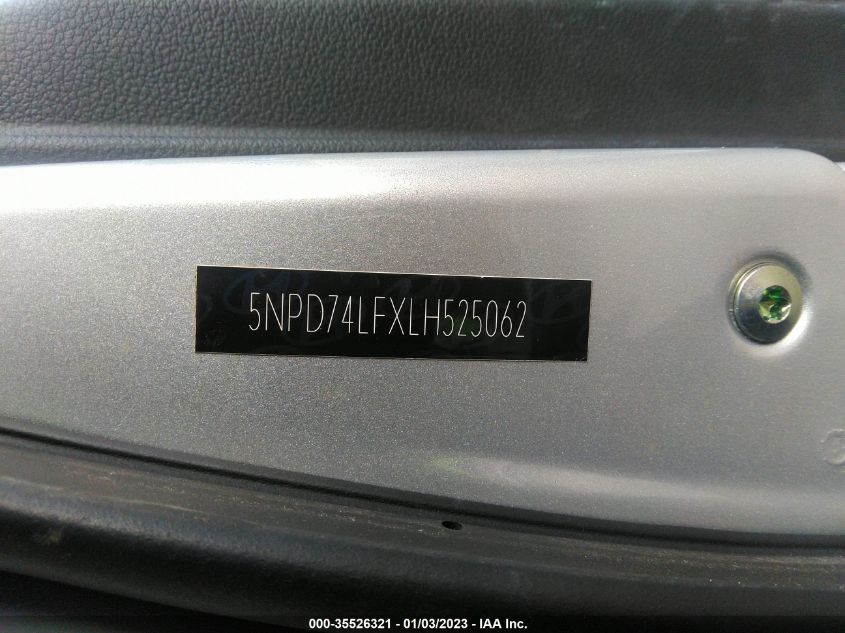 5NPD74LFXLH525062
000-35526321 - 01/03/2023 - IAA Inc.